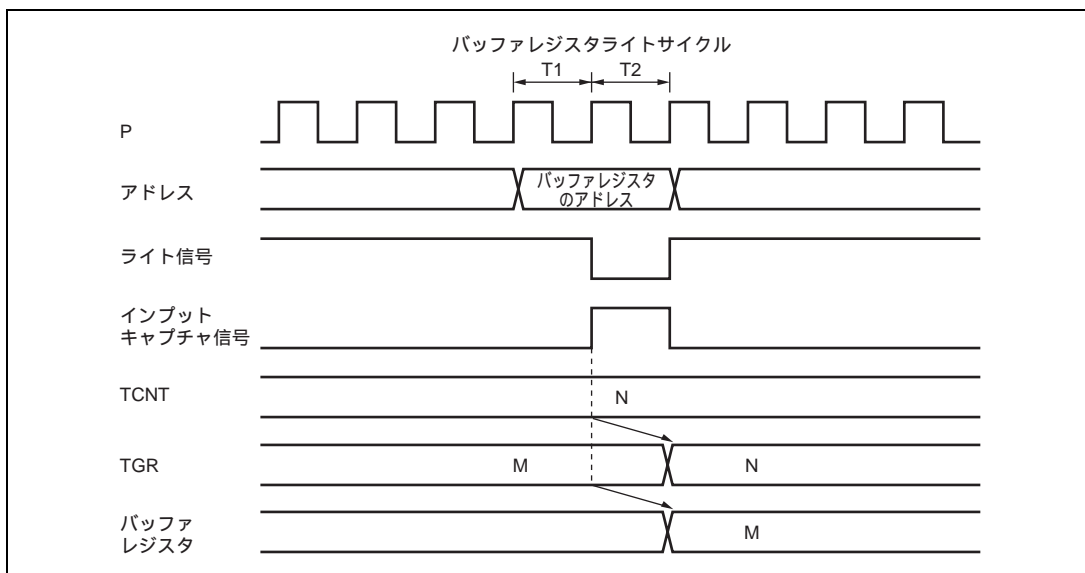 バッファレジスタライトサイクル
T1 T2
P
アドレス
バッファレジスタ
のアドレス
ライト信号
インプット
キャプチャ信号
TCNT
N
TGR
M N
バッファ
レジスタ
M